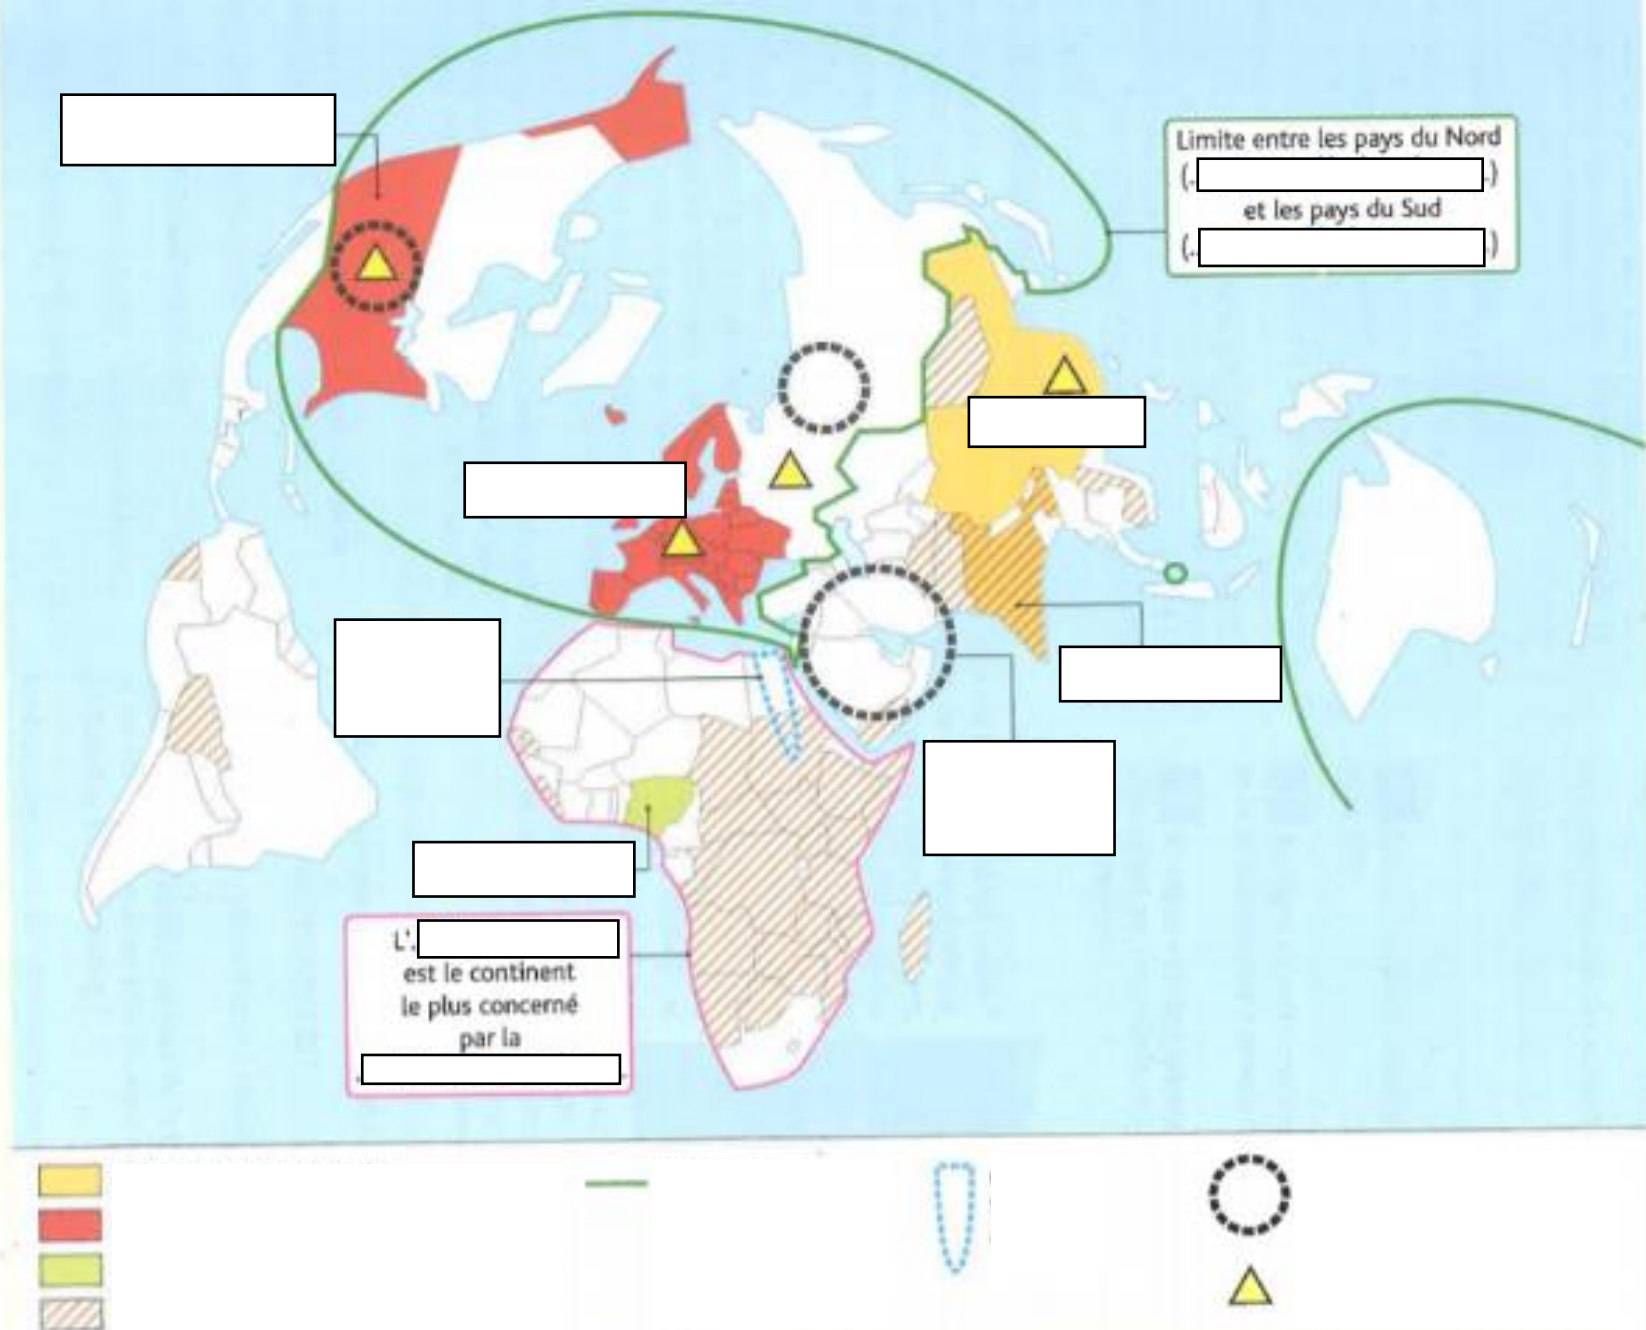 Limite entre les pays du Nord
(. .)
et les pays du Sud
(. .)
L'.
est le continent
le plus concerné
par la